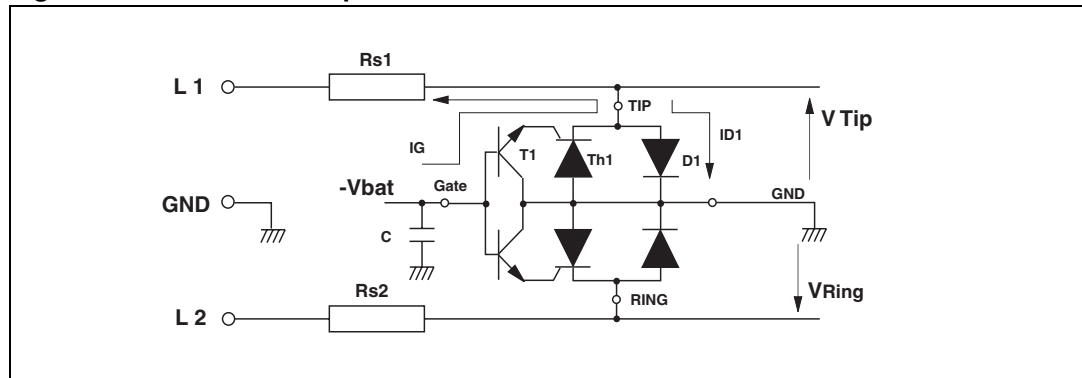 Rs1
L 1
TIP
V Tip
IG
T1
Th1
D1
ID1
-Vbat
Gate
GND
GND
C
Rs2
RING
VRing
L 2